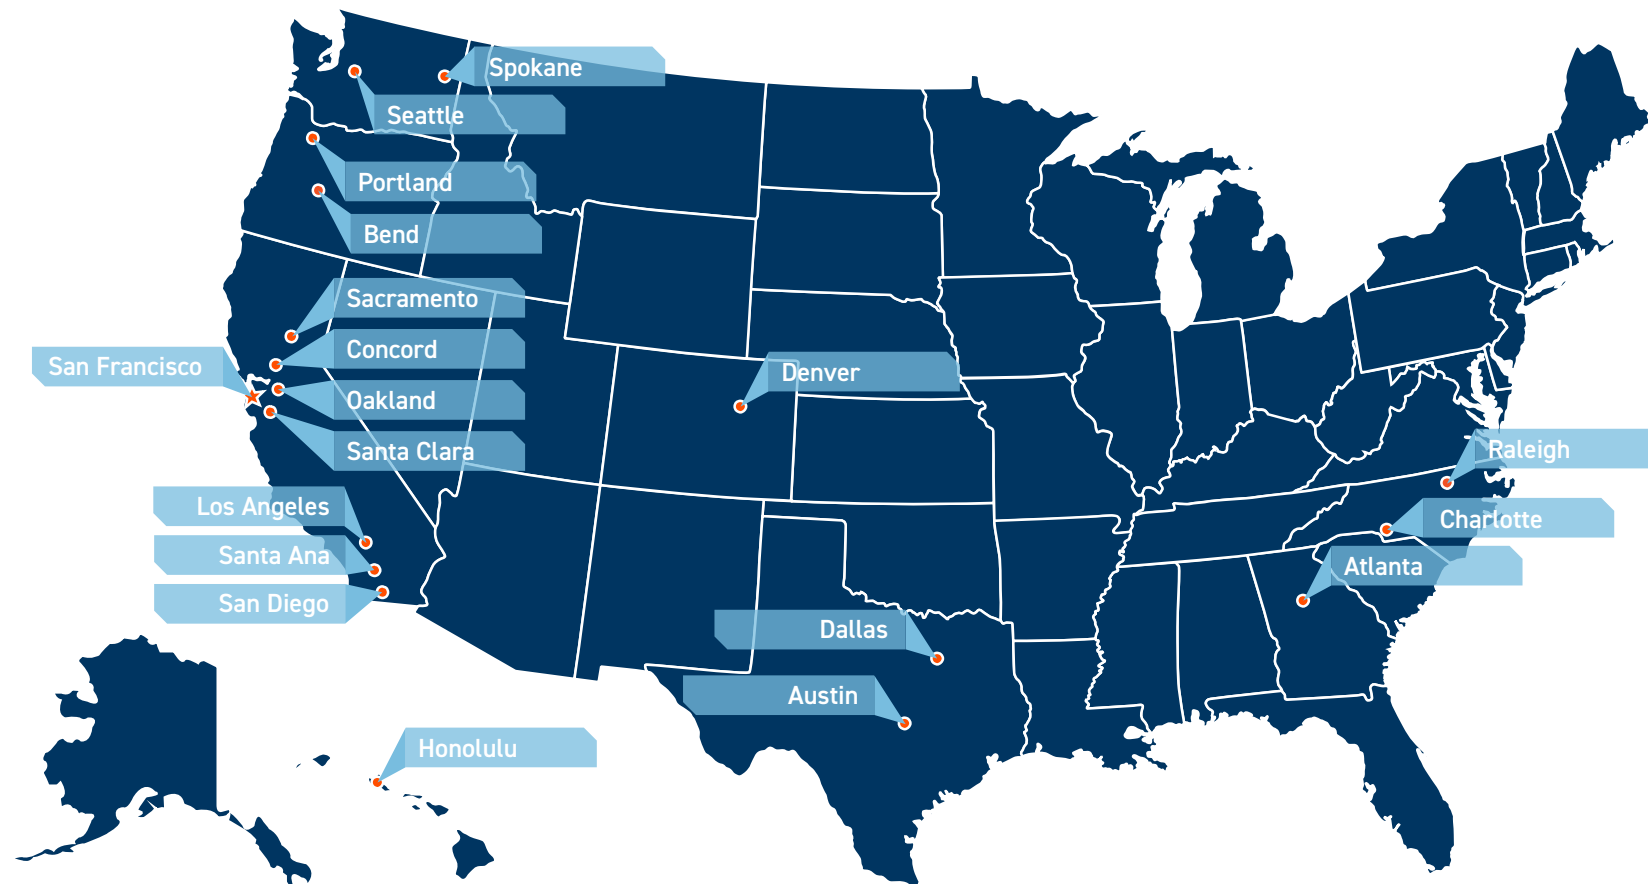 Spokane
Seattle
Portland
Bend
Sacramento
Concord
San Francisco
Denver
Oakland
Santa Clara
Raleigh
Los Angeles
Charlotte
Santa Ana
Atlanta
San Diego
Dallas
Austin
Honolulu